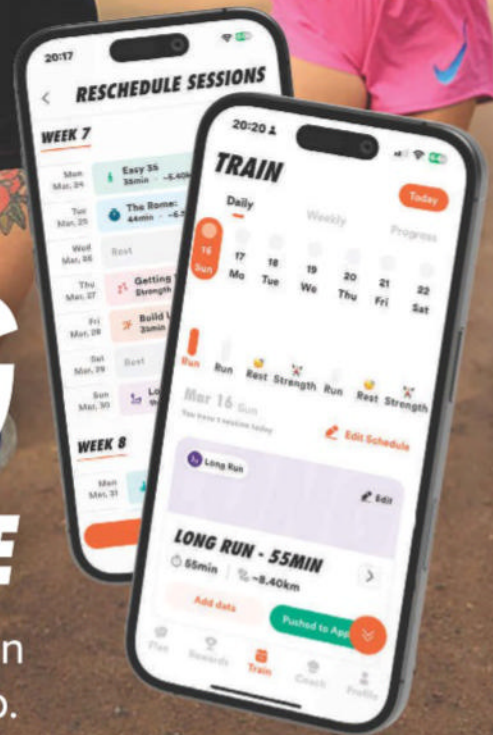 20:17
RESCHEDULE SESSIONS
WEEK 7
Mon
Mar, 24
Easy 35
35min · ~5.40k
Tue
Mar, 25
The Rome:
44min · ~6.5
Wed
Mar, 26
Rest
Thu
Mar, 27
Getting
Strength
Fri
Mar, 28
Build U
35min
Sat
Mar, 29
Rest
Sun
Mar, 30
Lo
WEEK 8
Mon
Mar, 31
20:20
TRAIN
Today
Daily Weekly Progress
16 17 18 19 20 21 22
Sun Mo Tue We Thu Fri Sat
Run Run Rest Strength Run Rest Strength
Mar 16 Sun
You have 1 session today
Edit Schedule
Long Run
Edit
LONG RUN - 55MIN
55min ~8.40km
Add data
Pushed to App
Plan Rewards Train Coach Profile
G
E
n
o.